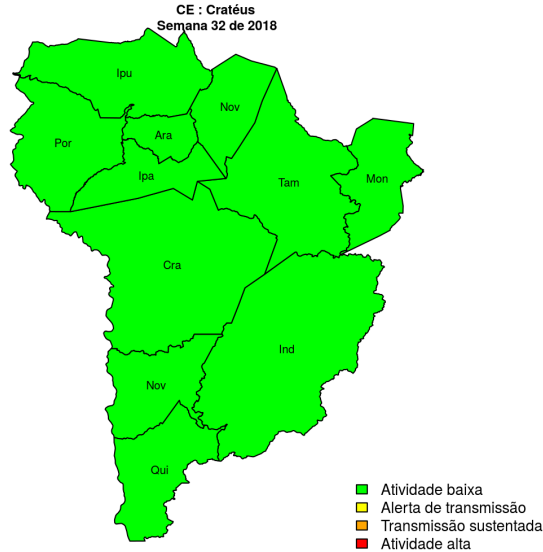 CE : Cratéus
Semana 32 de 2018
Ipu
Nov
Ara
Por
Ipa
Mon
Tam
Cra
Ind
Nov
Qui
Atividade baixa
Alerta de transmissão
Transmissão sustentada
Atividade alta